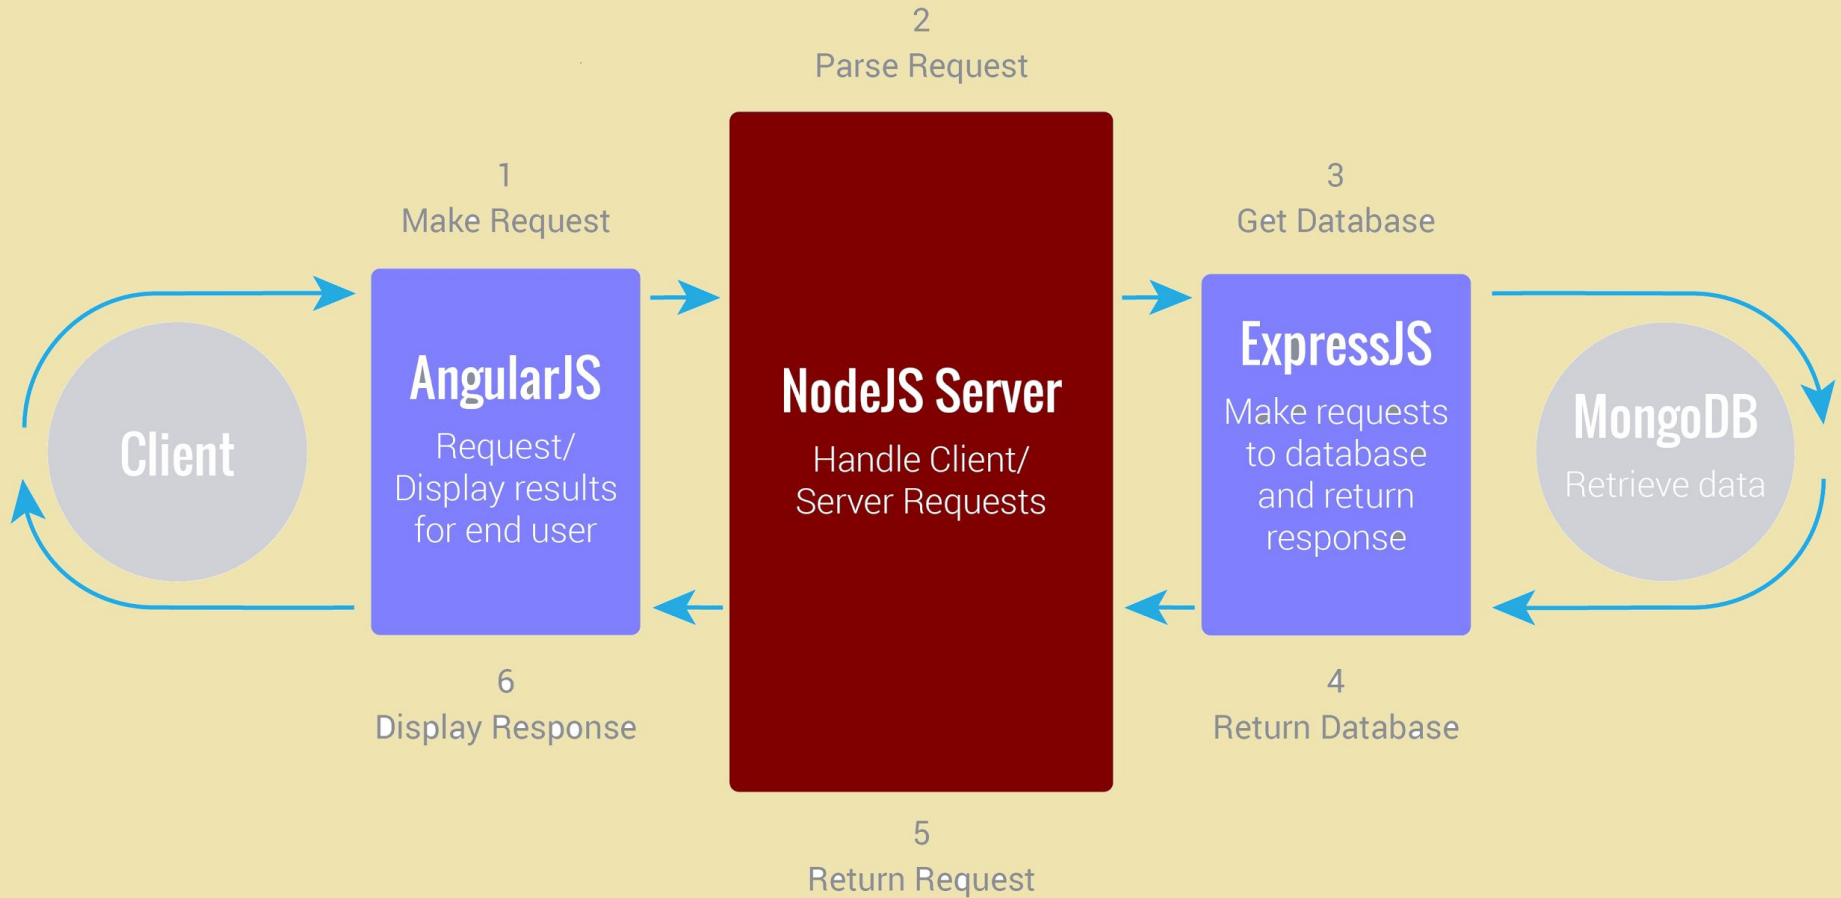 2
Parse Request
1
Make Request
3
Get Database
Client
AngularJS
Request/
Display results
for end user
NodeJS Server
Handle Client/
Server Requests
ExpressJS
Make requests
to database
and return
response
MongoDB
Retrieve data
6
Display Response
4
Return Database
5
Return Request